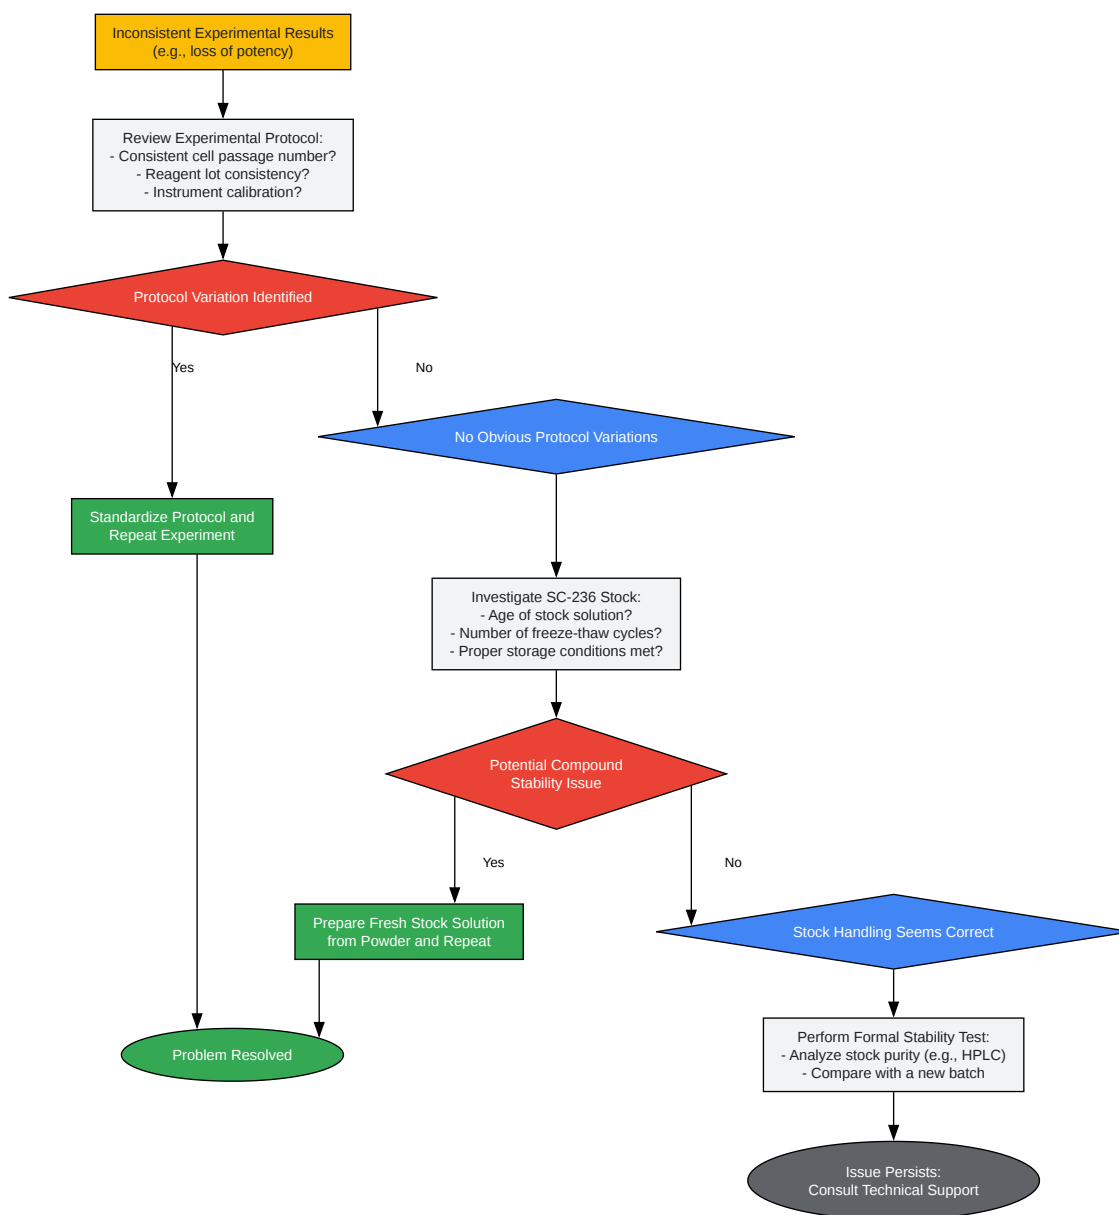 Inconsistent Experimental Results
(e.g., loss of potency)
Review Experimental Protocol:
- Consistent cell passage number?
- Reagent lot consistency?
- Instrument calibration?
Protocol Variation Identified
Yes
No
No Obvious Protocol Variations
Standardize Protocol and
Repeat Experiment
Investigate SC-236 Stock:
- Age of stock solution?
- Number of freeze-thaw cycles?
- Proper storage conditions met?
Potential Compound
Stability Issue
Yes
No
Prepare Fresh Stock Solution
from Powder and Repeat
Stock Handling Seems Correct
Problem Resolved
Perform Formal Stability Test:
- Analyze stock purity (e.g., HPLC)
- Compare with a new batch
Issue Persists:
Consult Technical Support